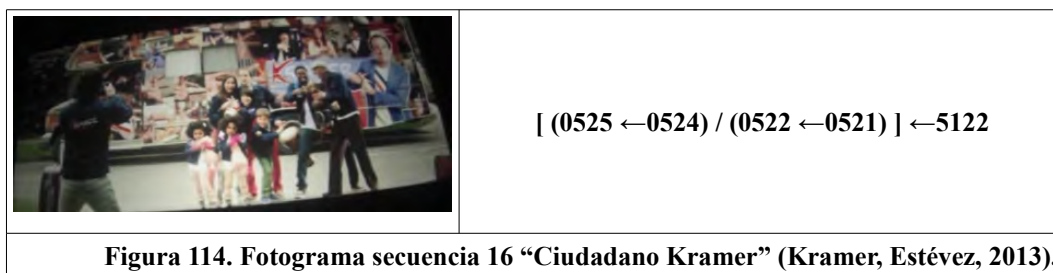 [ (0525 ←0524) / (0522 ←0521) ] ←5122
Figura 114. Fotograma secuencia 16 “Ciudadano Kramer” (Kramer, Estévez, 2013).